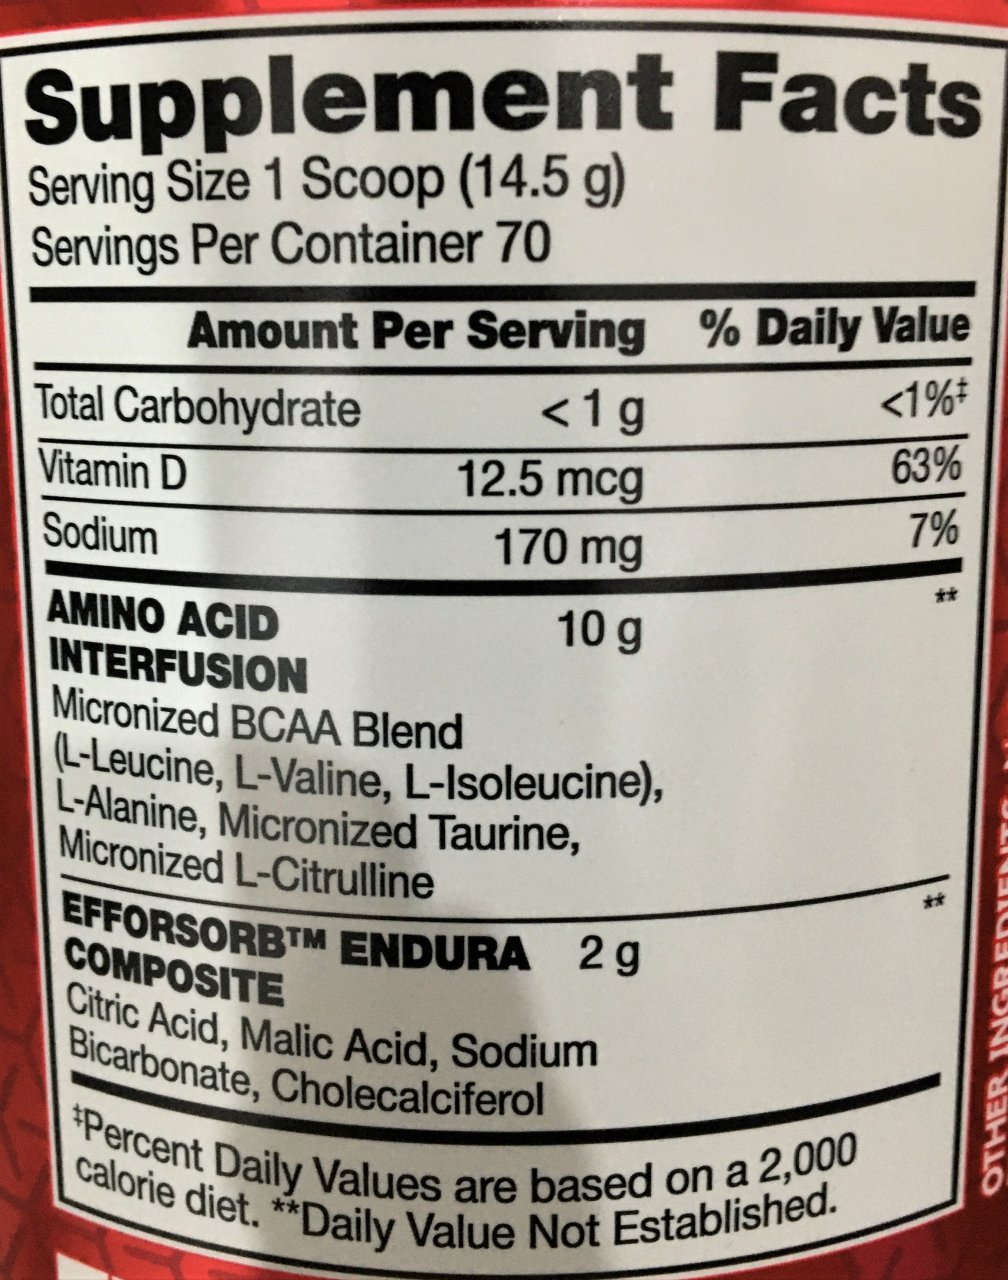 Supplement Facts
Serving Size 1 Scoop (14.5 g)
Servings Per Container 70
Amount Per Serving % Daily Value
Total Carbohydrate < 1 g <1%‡
Vitamin D 12.5 mcg 63%
Sodium 170 mg 7%
AMINO ACID 10 g **
INTERFUSION
Micronized BCAA Blend
(L-Leucine, L-Valine, L-Isoleucine),
L-Alanine, Micronized Taurine,
Micronized L-Citrulline
EFFORSORB™ ENDURA 2 g **
COMPOSITE
Citric Acid, Malic Acid, Sodium
Bicarbonate, Cholecalciferol
‡Percent Daily Values are based on a 2,000
calorie diet. **Daily Value Not Established.
OTHER INGREDIENTS